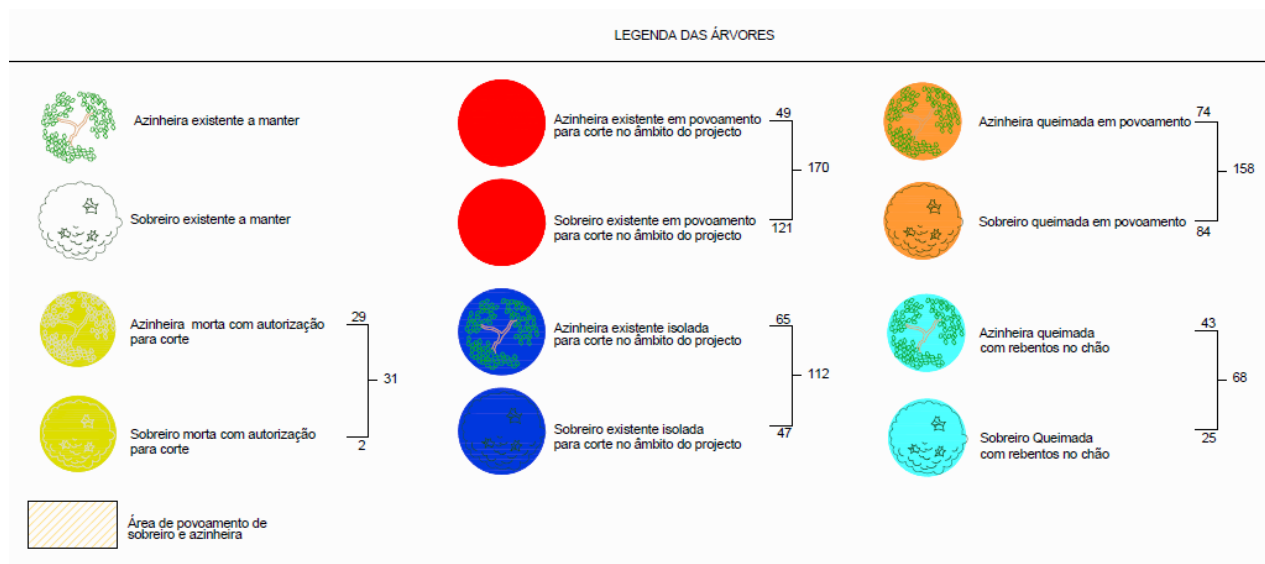 LEGENDA DAS ÁRVORES
Azinheira existente a manter
Sobreiro existente a manter
Azinheira morta com autorização
para corte
29
31
Sobreiro morta com autorização
para corte
2
Área de povoamento de
sobreiro e azinheira
Azinheira existente em povoamento
para corte no âmbito do projecto
49
170
Sobreiro existente em povoamento
para corte no âmbito do projecto
121
Azinheira existente isolada
para corte no âmbito do projecto
65
112
Sobreiro existente isolada
para corte no âmbito do projecto
47
Azinheira queimada em povoamento
74
158
Sobreiro queimada em povoamento
84
Azinheira queimada
com rebentos no chão
43
68
Sobreiro Queimada
com rebentos no chão
25